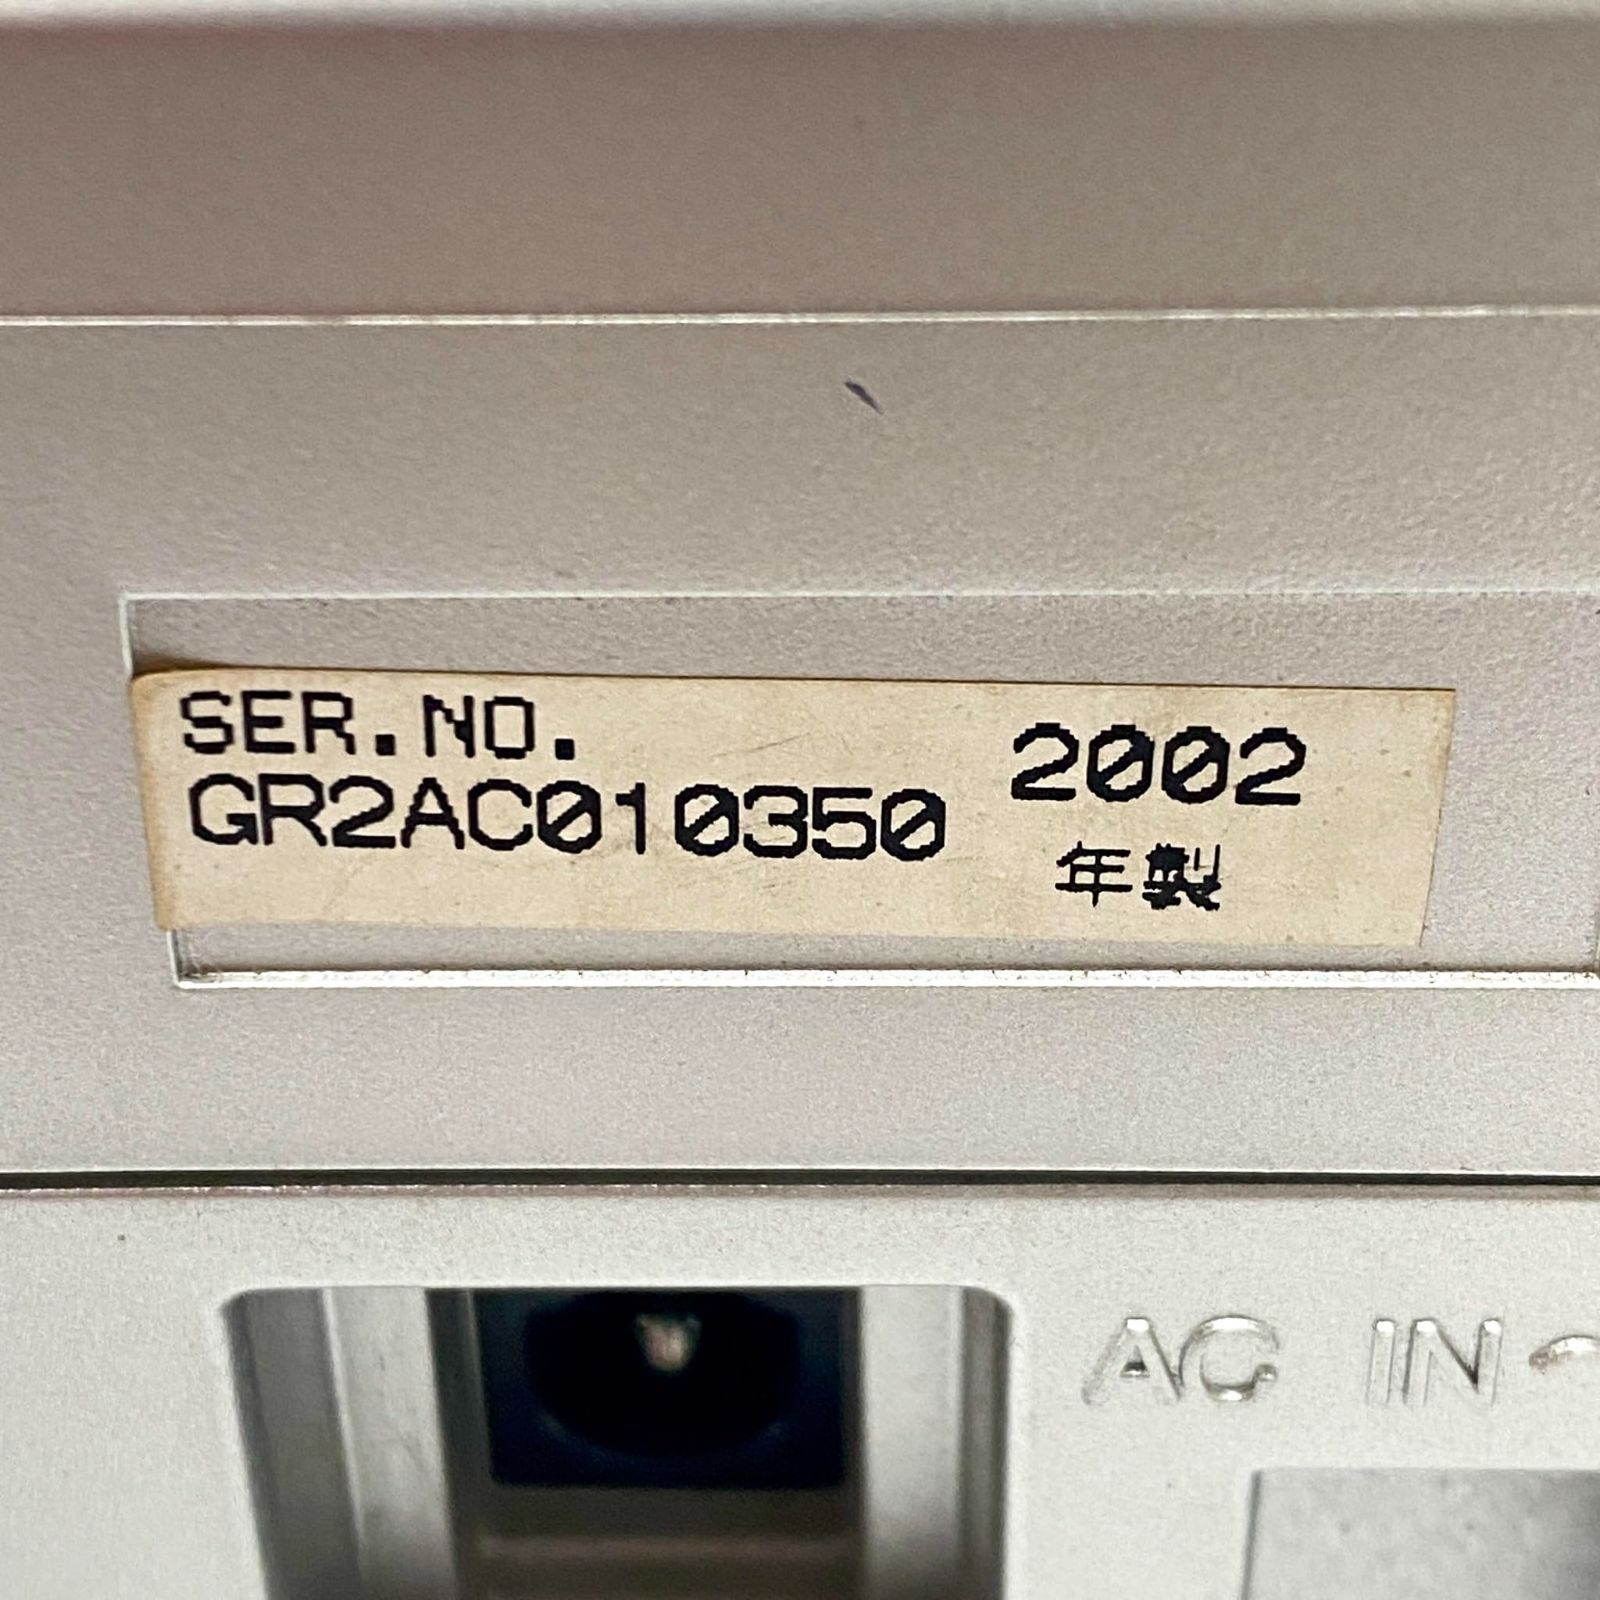 SER.NO.
GR2AC010350
2002
年製
AC IN